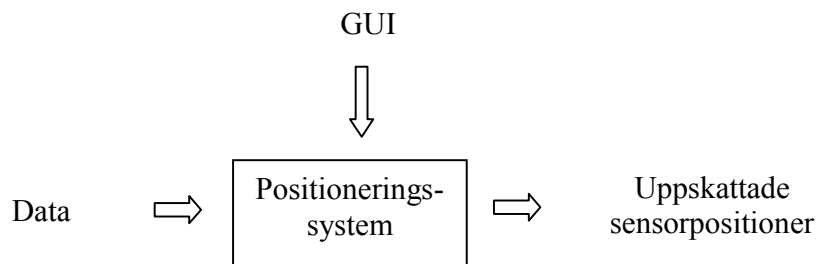 GUI
Data
Positionerings-
system
Uppskattade
sensorpositioner